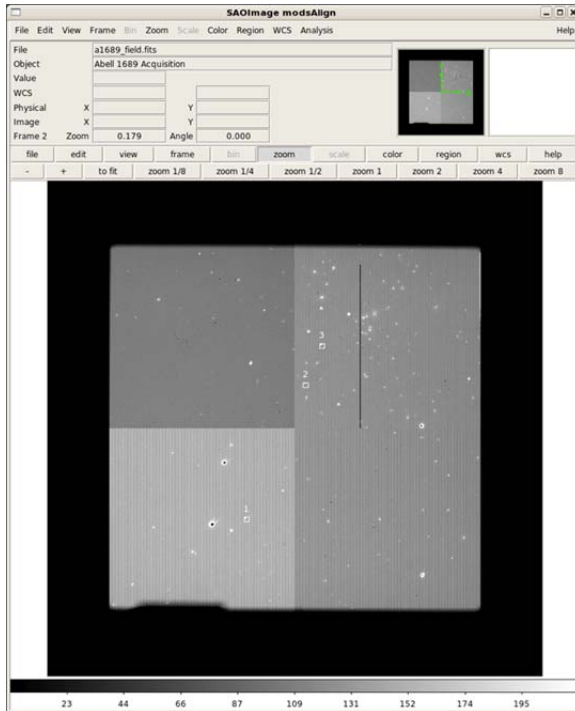 SAOImage modsAlign
File Edit View Frame Bin Zoom Scale Color Region WCS Analysis Help
File a1689_field.fits
Object Abell 1689 Acquisition
Value
WCS
Physical X Y
Image X Y
Frame 2 Zoom 0.179 Angle 0.000
file edit view frame bin zoom scale color region wcs help
- + to fit zoom 1/8 zoom 1/4 zoom 1/2 zoom 1 zoom 2 zoom 4 zoom 8
3
2
1
23 44 66 87 109 131 152 174 195